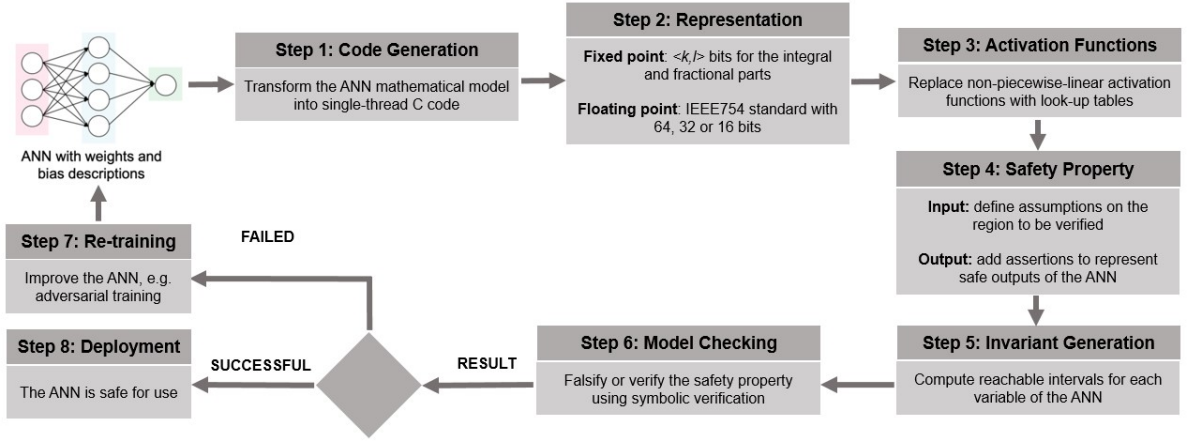 ANN with weights and
bias descriptions
Step 1: Code Generation
Transform the ANN mathematical model
into single-thread C code
Step 2: Representation
Fixed point: <k,l> bits for the integral
and fractional parts
Floating point: IEEE754 standard with
64, 32 or 16 bits
Step 3: Activation Functions
Replace non-piecewise-linear activation
functions with look-up tables
Step 4: Safety Property
Input: define assumptions on the
region to be verified
Output: add assertions to represent
safe outputs of the ANN
Step 5: Invariant Generation
Compute reachable intervals for each
variable of the ANN
Step 6: Model Checking
Falsify or verify the safety property
using symbolic verification
RESULT
FAILED
SUCCESSFUL
Step 7: Re-training
Improve the ANN, e.g.
adversarial training
Step 8: Deployment
The ANN is safe for use